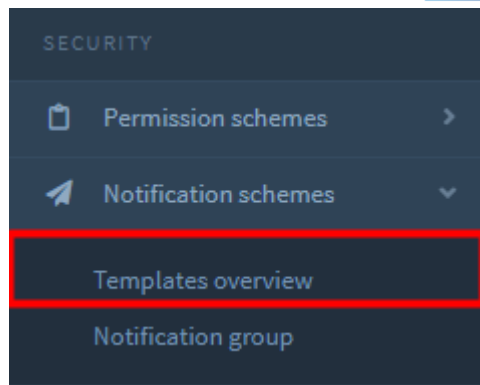 SECURITY
Permission schemes
Notification schemes
Templates overview
Notification group